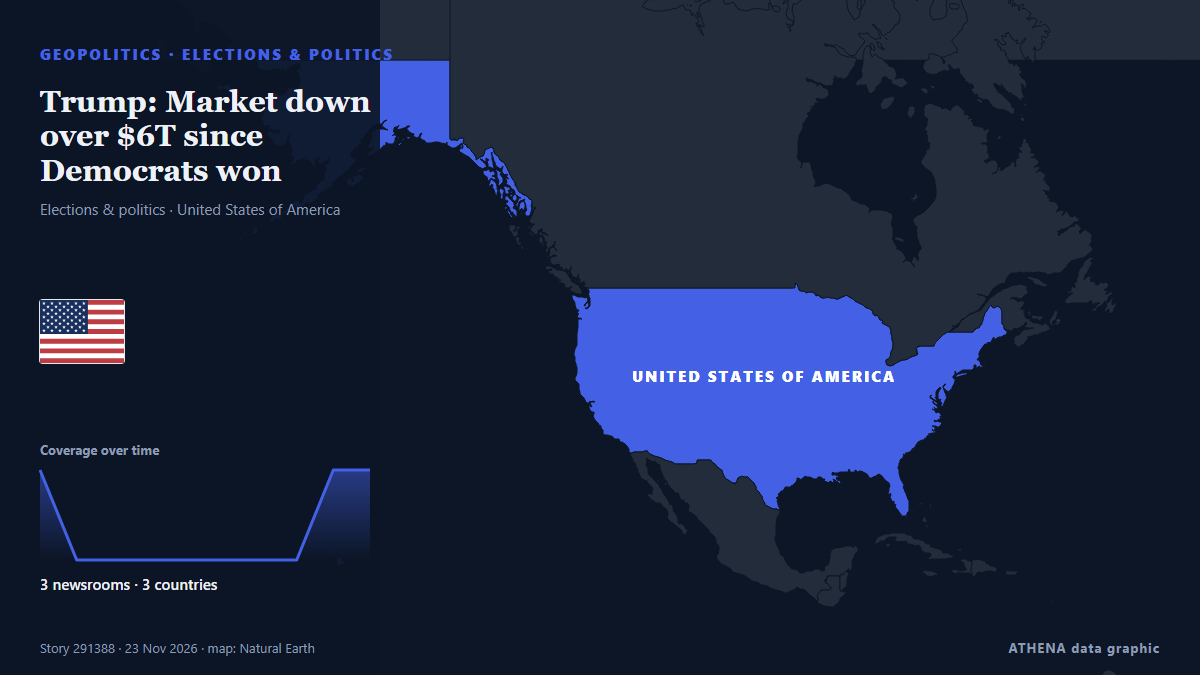 GEOPOLITICS · ELECTIONS & POLITICS
Trump: Market down
over $6T since
Democrats won
Elections & politics · United States of America
UNITED STATES OF AMERICA
Coverage over time
3 newsrooms · 3 countries
Story 291388 · 23 Nov 2026 · map: Natural Earth
ATHENA data graphic